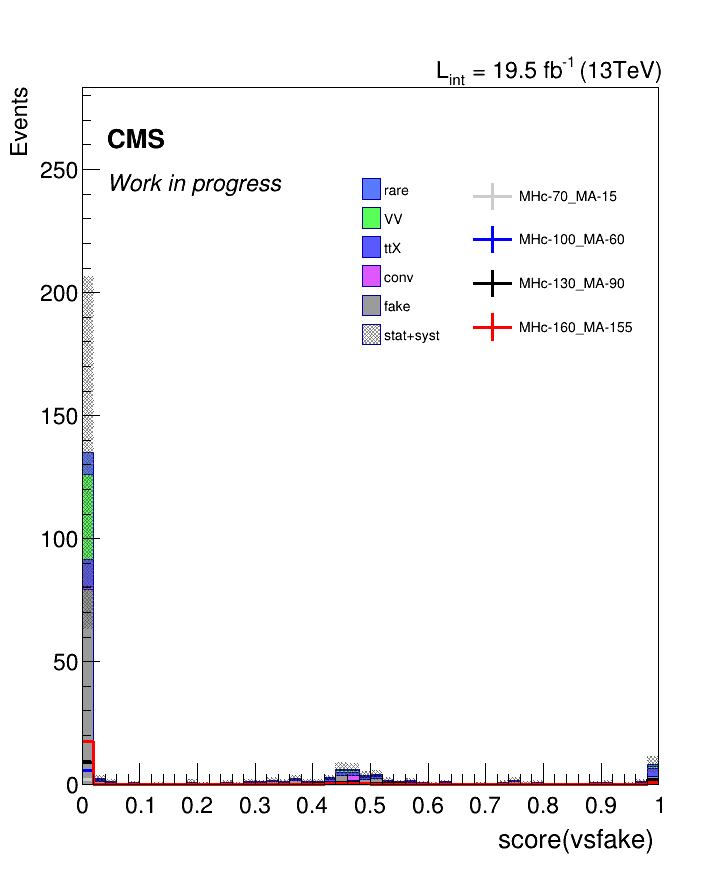 L_int = 19.5 fb^-1 (13TeV)
Events
CMS
Work in progress
rare
VV
ttX
conv
fake
stat+syst
MHc-70_MA-15
MHc-100_MA-60
MHc-130_MA-90
MHc-160_MA-155
250
200
150
100
50
0
0 0.1 0.2 0.3 0.4 0.5 0.6 0.7 0.8 0.9 1
score(vsfake)